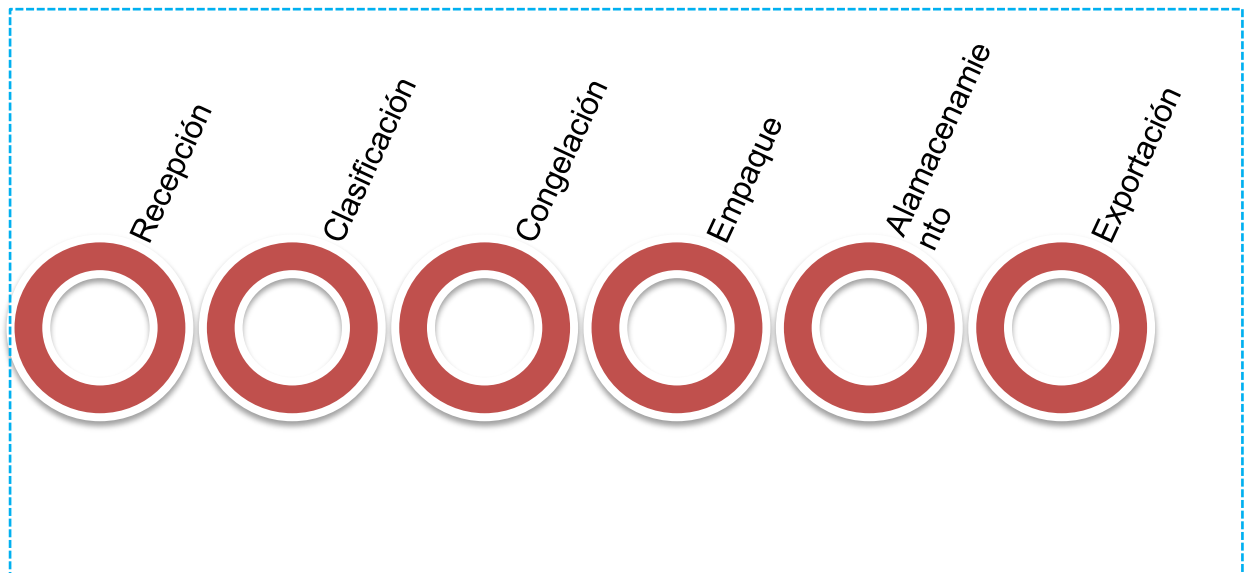 Recepción
Clasificación
Congelación
Empaque
Alamacenamie
nto
Exportación